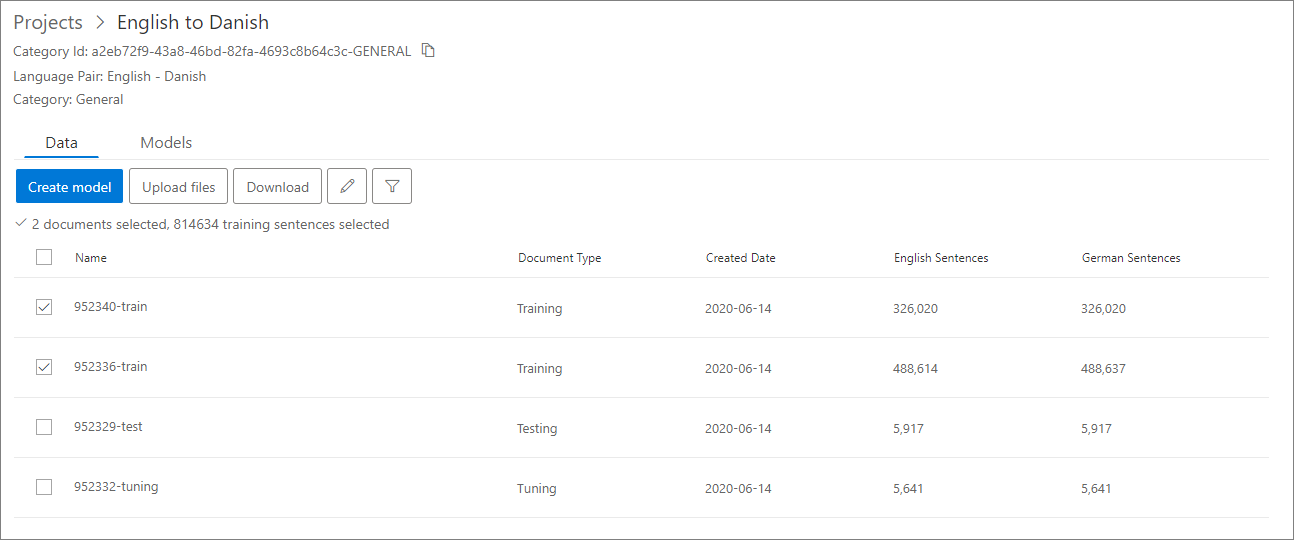 Projects > English to Danish
Category Id: a2eb72f9-43a8-46bd-82fa-4693c8b64c3c-GENERAL
Language Pair: English - Danish
Category: General
Data Models
Create model Upload files Download
2 documents selected, 814634 training sentences selected
Name Document Type Created Date English Sentences German Sentences
952340-train Training 2020-06-14 326,020 326,020
952336-train Training 2020-06-14 488,614 488,637
952329-test Testing 2020-06-14 5,917 5,917
952332-tuning Tuning 2020-06-14 5,641 5,641